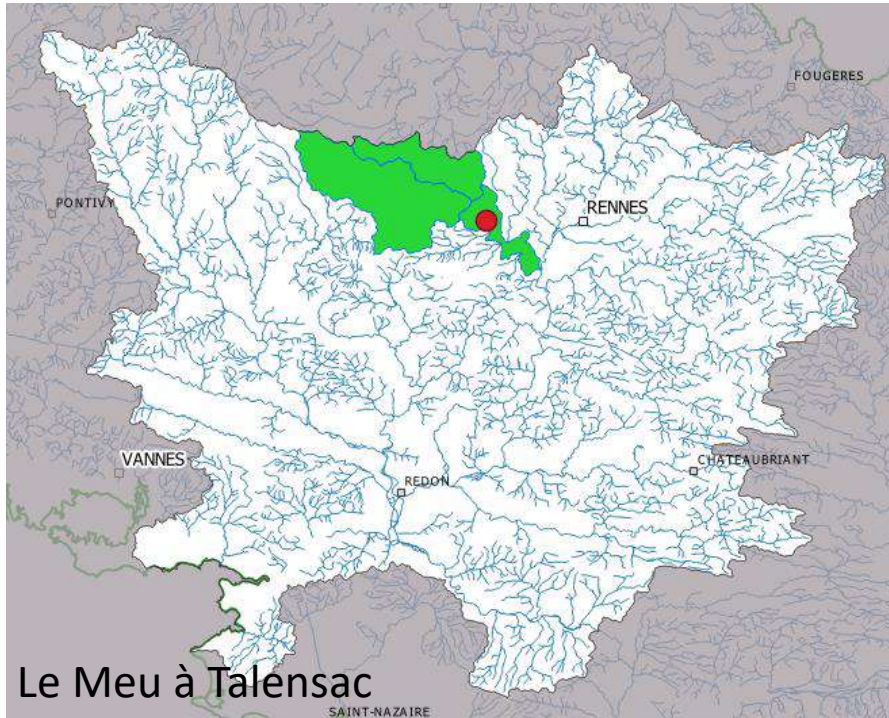 FOUGERES
PONTIVY
RENNES
VANNES
CHATEAUBRIANT
REDON
Le Meu à Talensac
SAINT-NAZAIRE